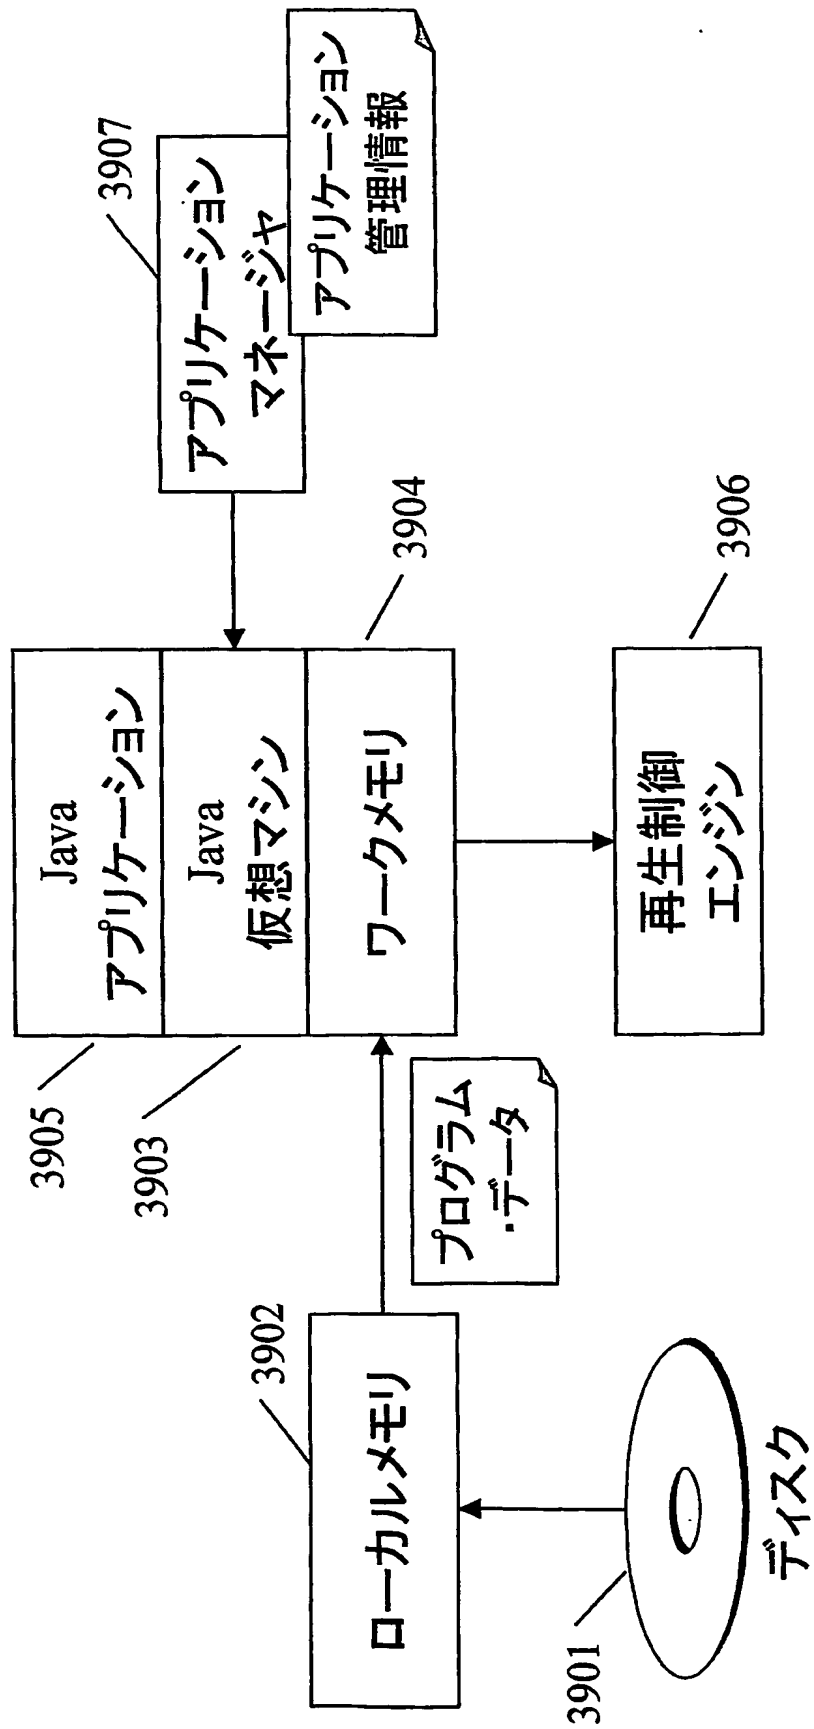 3905
Java
アプリケーション
3903
Java
仮想マシン
ワークメモリ
3904
3907
アプリケーション
マネージャ
アプリケーション
管理情報
3902
ローカルメモリ
プログラム
・データ
3901
ディスク
再生制御
エンジン
3906